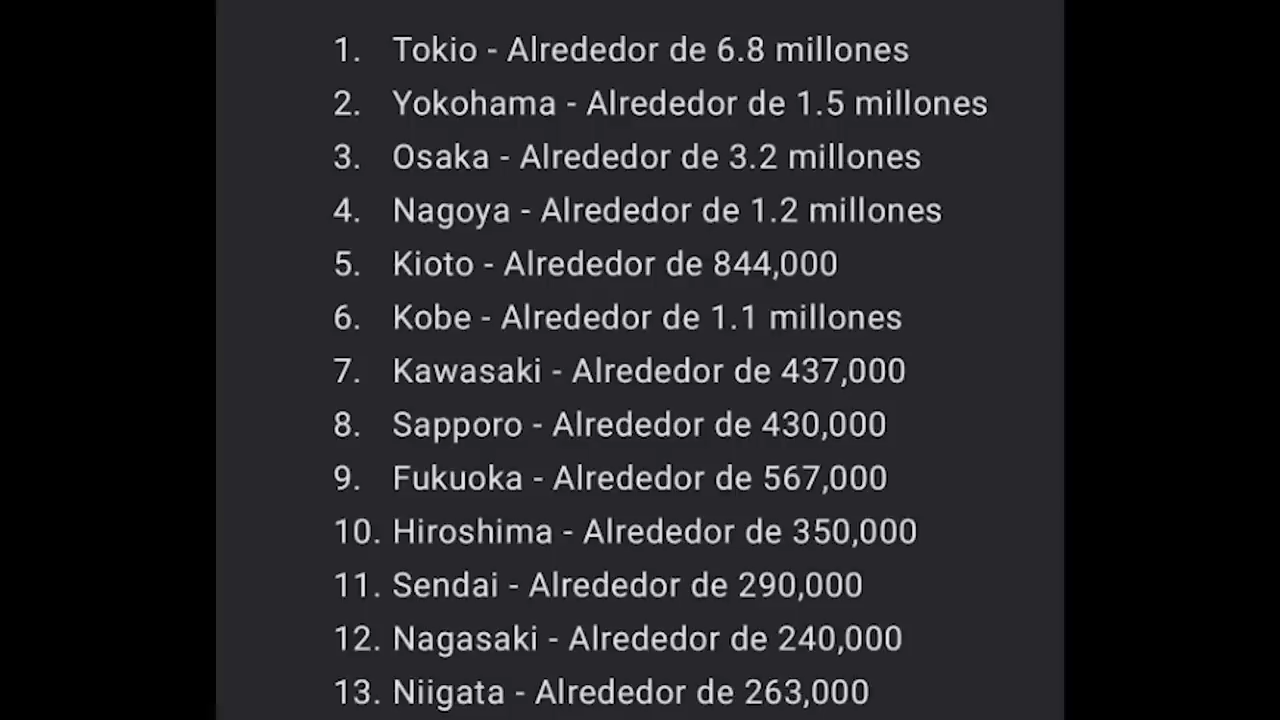 1. Tokio - Alrededor de 6.8 millones
2. Yokohama - Alrededor de 1.5 millones
3. Osaka - Alrededor de 3.2 millones
4. Nagoya - Alrededor de 1.2 millones
5. Kioto - Alrededor de 844,000
6. Kobe - Alrededor de 1.1 millones
7. Kawasaki - Alrededor de 437,000
8. Sapporo - Alrededor de 430,000
9. Fukuoka - Alrededor de 567,000
10. Hiroshima - Alrededor de 350,000
11. Sendai - Alrededor de 290,000
12. Nagasaki - Alrededor de 240,000
13. Niigata - Alrededor de 263,000